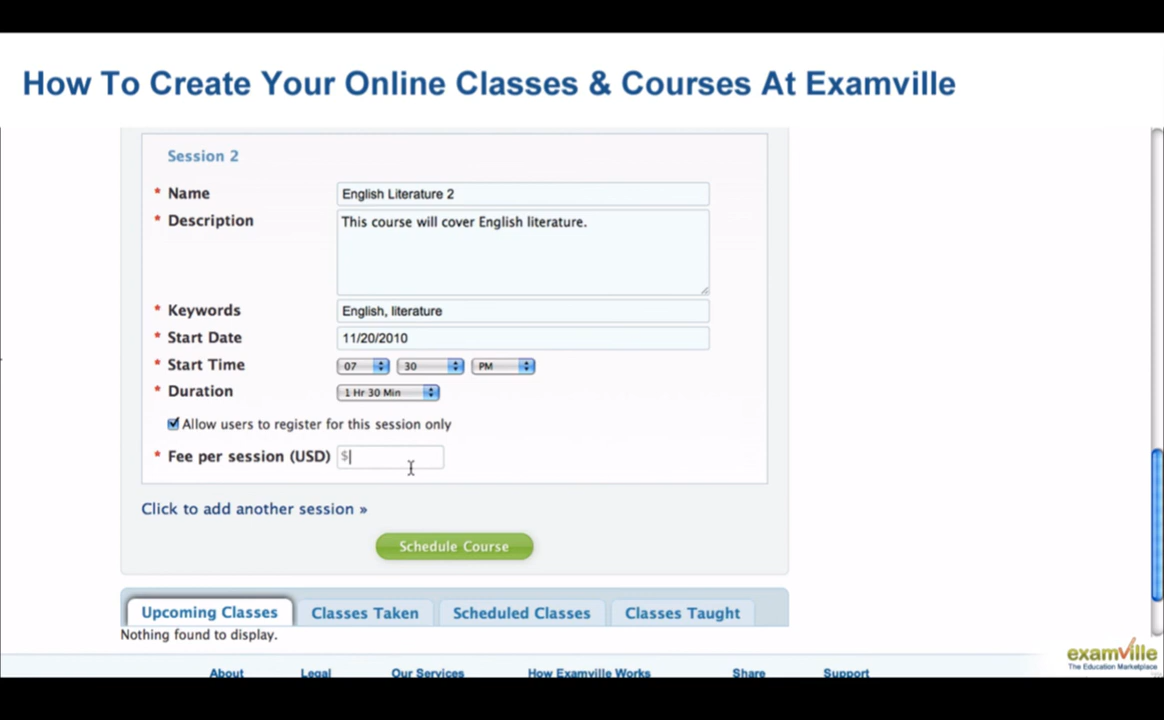 How To Create Your Online Classes & Courses At Examville
Session 2
* Name English Literature 2
* Description This course will cover English literature.
* Keywords English, literature
* Start Date 11/20/2010
* Start Time 07 30 PM
* Duration 1 Hr 30 Min
Allow users to register for this session only
* Fee per session (USD) $
Click to add another session »
Schedule Course
Upcoming Classes Classes Taken Scheduled Classes Classes Taught
Nothing found to display.
About Legal Our Services How Examville Works Share Support
examville
The Education Marketplace